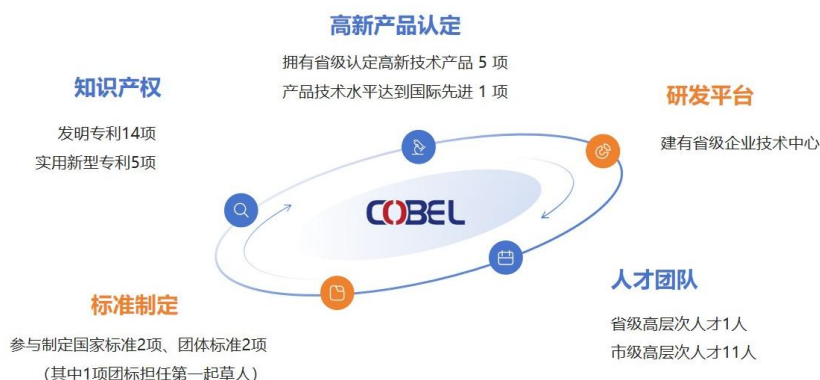 高新产品认定
拥有省级认定高新技术产品 5 项
产品技术水平达到国际先进 1 项
知识产权
发明专利14项
实用新型专利5项
研发平台
建有省级企业技术中心
COBEL
标准制定
参与制定国家标准2项、团体标准2项
（其中1项团标担任第一起草人）
人才团队
省级高层次人才1人
市级高层次人才11人